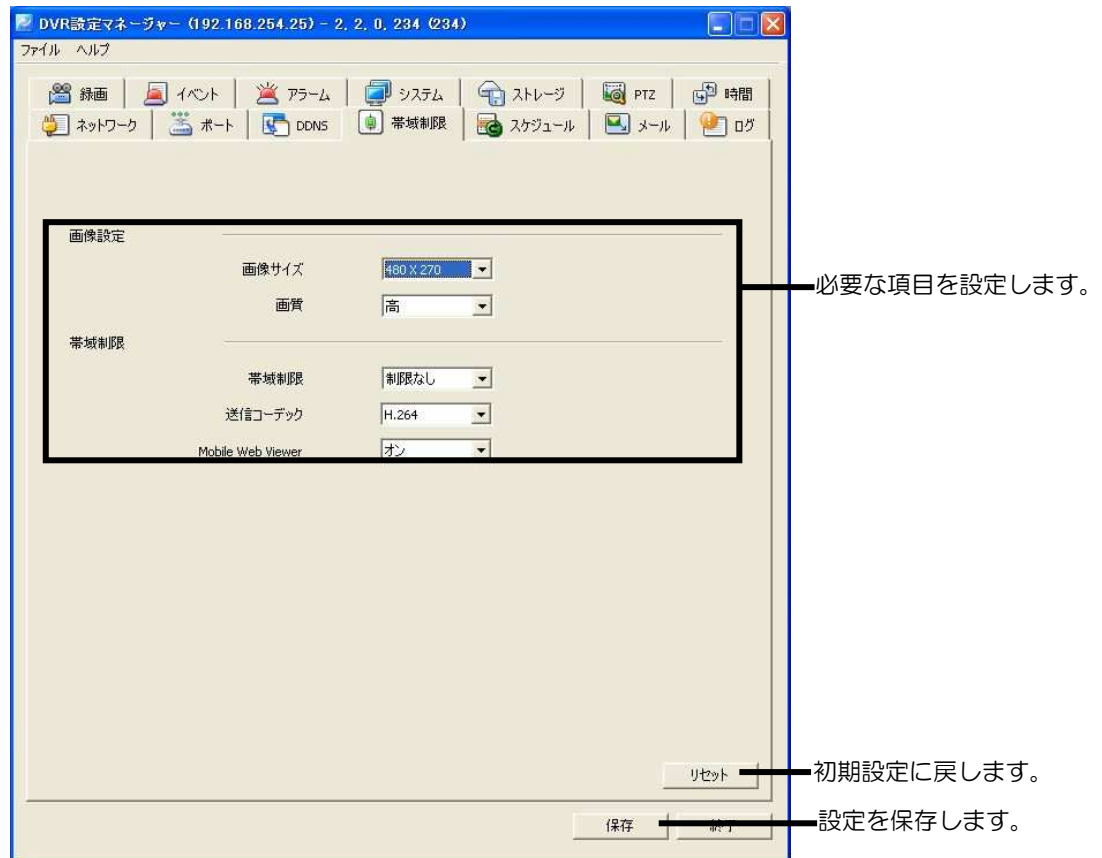 DVR設定マネージャー (192.168.254.25) - 2, 2, 0, 234 (234)
ファイル ヘルプ
録画 イベント アラーム システム ストレージ PTZ 時間
ネットワーク ポート DDNS 帯域制限 スケジュール メール ログ
画像設定
画像サイズ 480 X 270
必要な項目を設定します。
画質 高
帯域制限
帯域制限 制限なし
送信コーデック H.264
Mobile Web Viewer オン
リセット
初期設定に戻します。
保存 終了
設定を保存します。